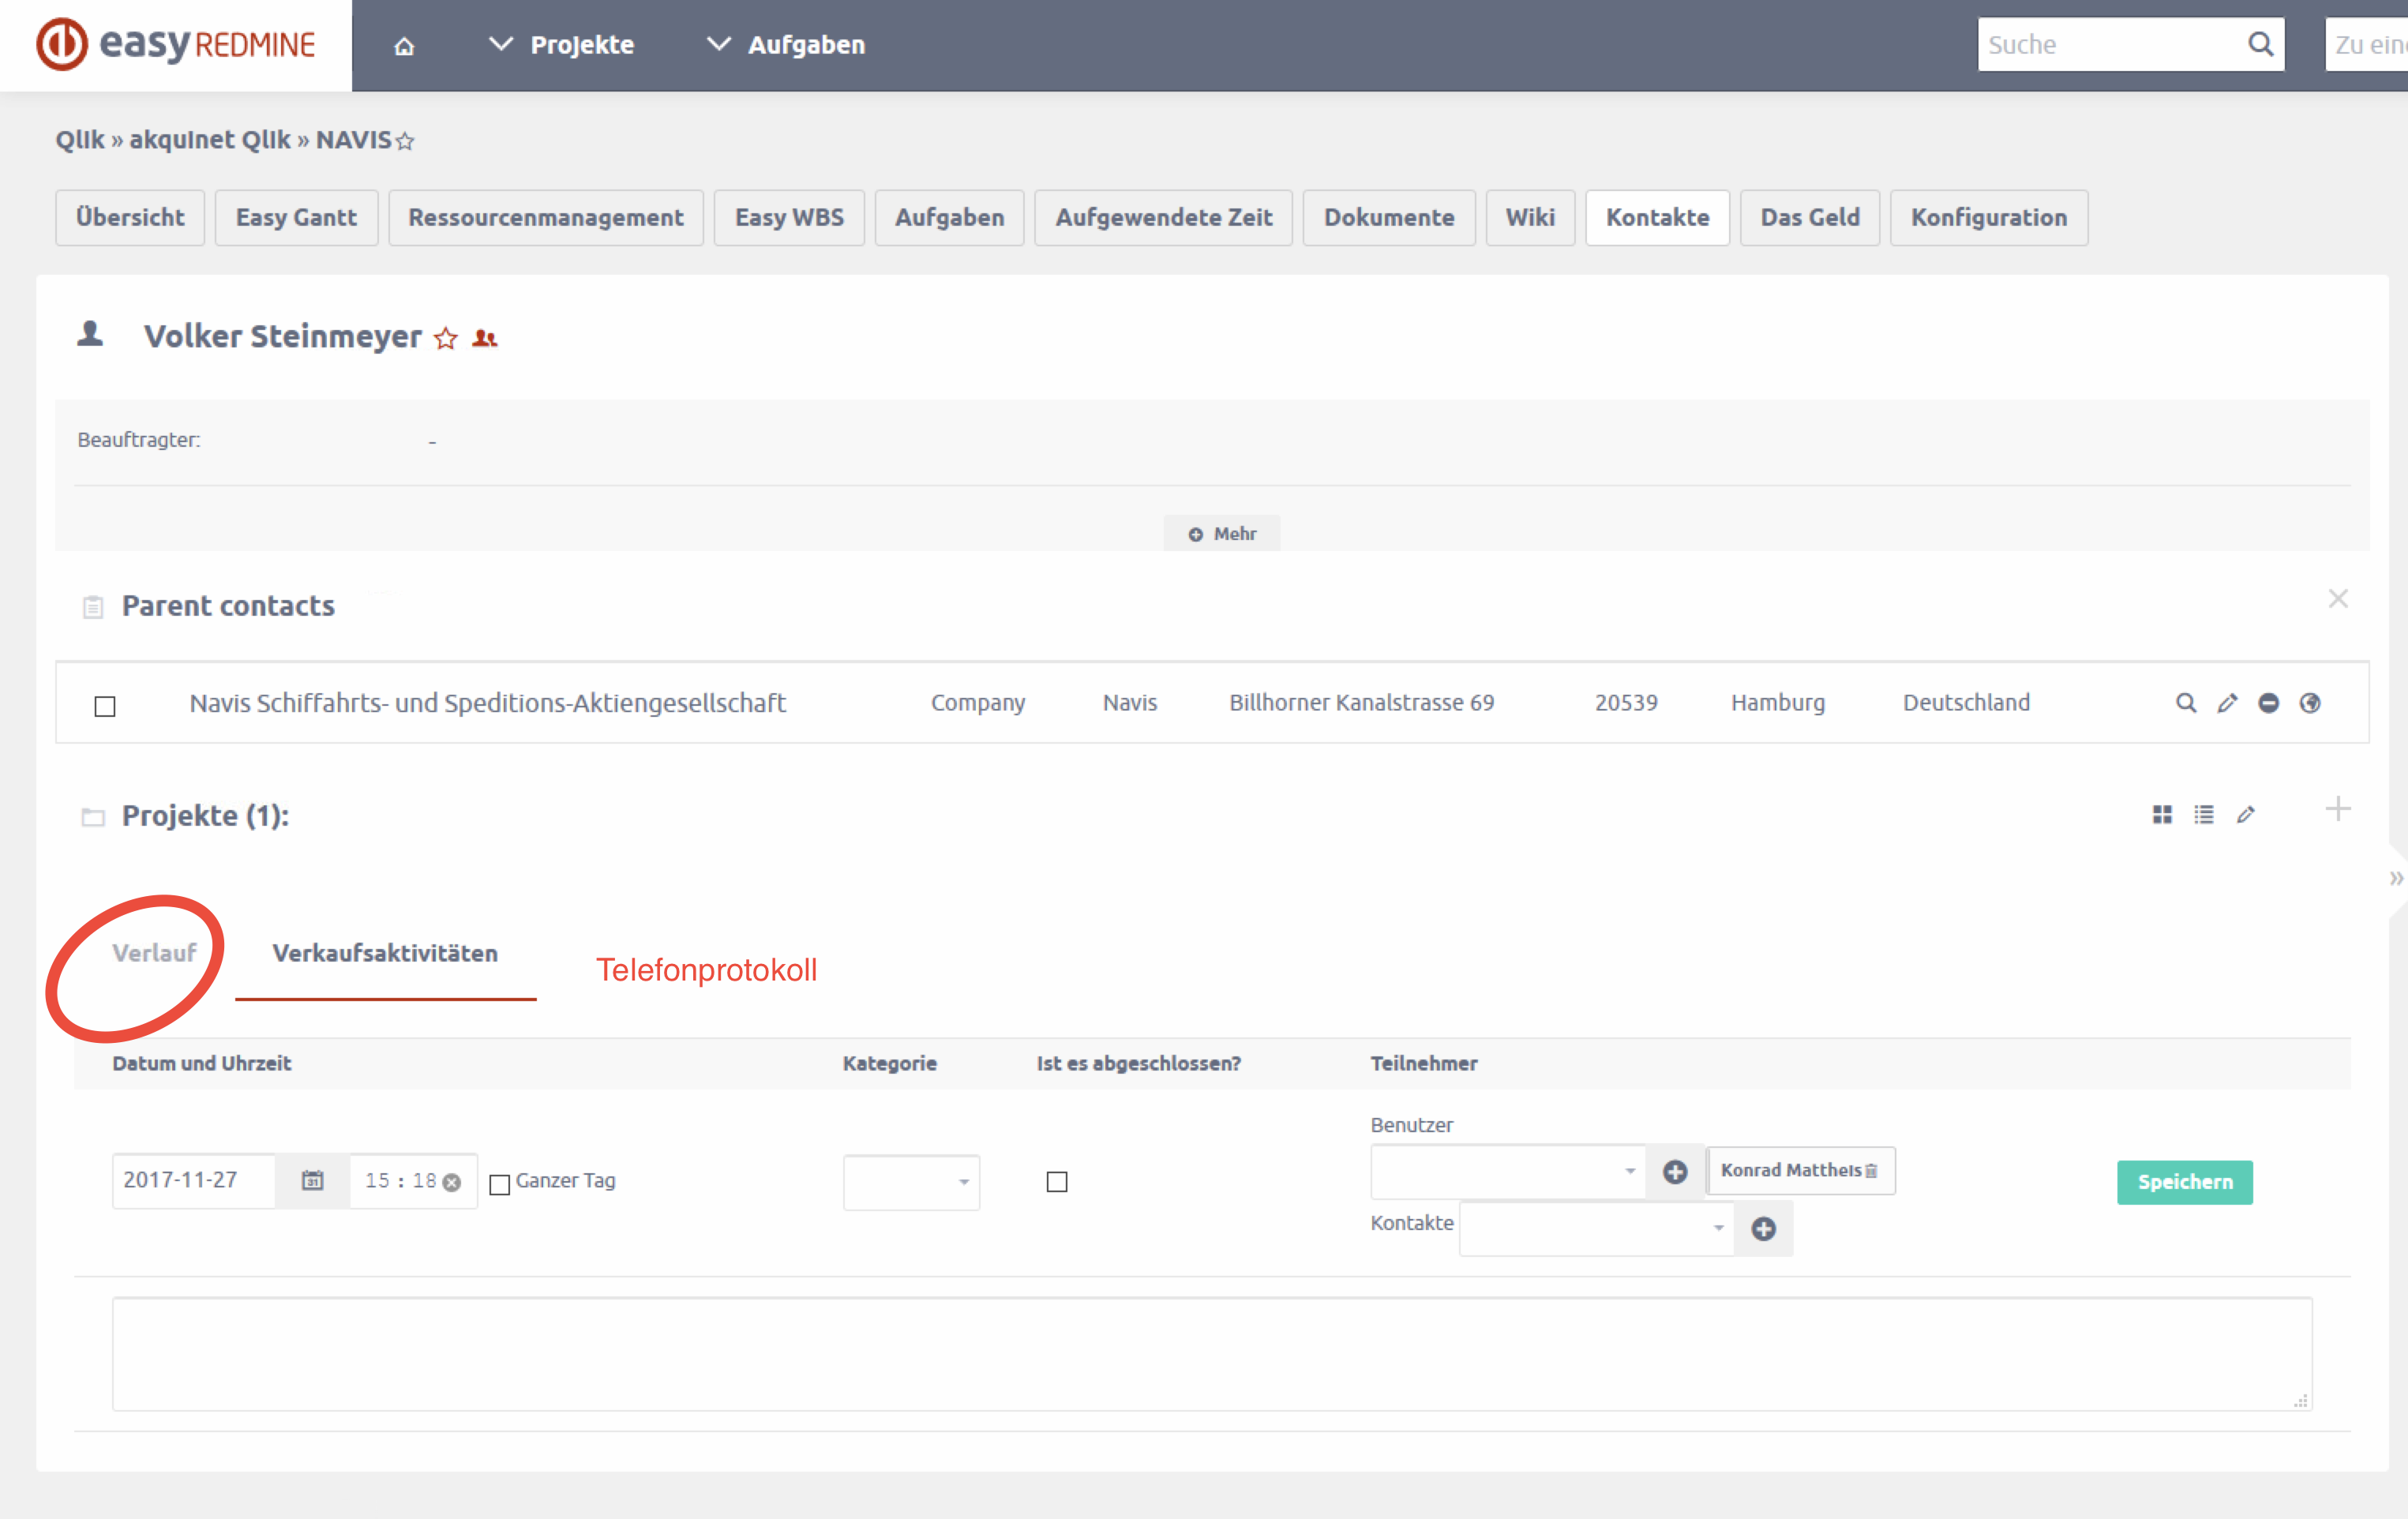 easy REDMINE
Projekte
Aufgaben
Suche
Zu ein
Qlik » akquinet Qlik » NAVIS
Übersicht
Easy Gantt
Ressourcenmanagement
Easy WBS
Aufgaben
Aufgewendete Zeit
Dokumente
Wiki
Kontakte
Das Geld
Konfiguration
Volker Steinmeyer
Beauftragter: -
Mehr
Parent contacts
Navis Schiffahrts- und Speditions-Aktiengesellschaft Company Navis Billhorner Kanalstrasse 69 20539 Hamburg Deutschland
Projekte (1):
»
Verlauf
Verkaufsaktivitäten
Telefonprotokoll
Datum und Uhrzeit Kategorie Ist es abgeschlossen? Teilnehmer
Benutzer
2017-11-27 31 15 : 18 Ganzer Tag
Konrad Mattheis
Speichern
Kontakte